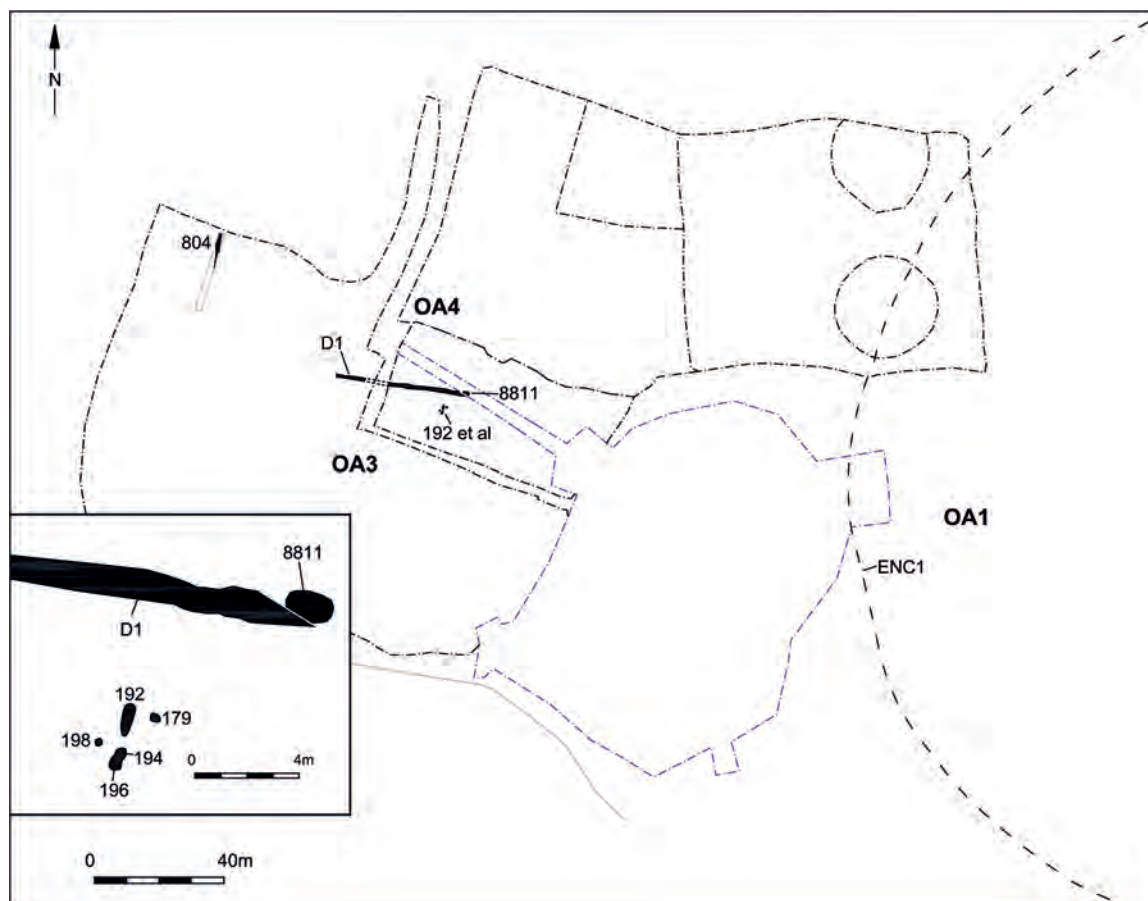 N
804
OA4
D1
8811
192 et al
OA3
OA1
ENC1
8811
D1
192
179
198
194
196
0 4m
0 40m